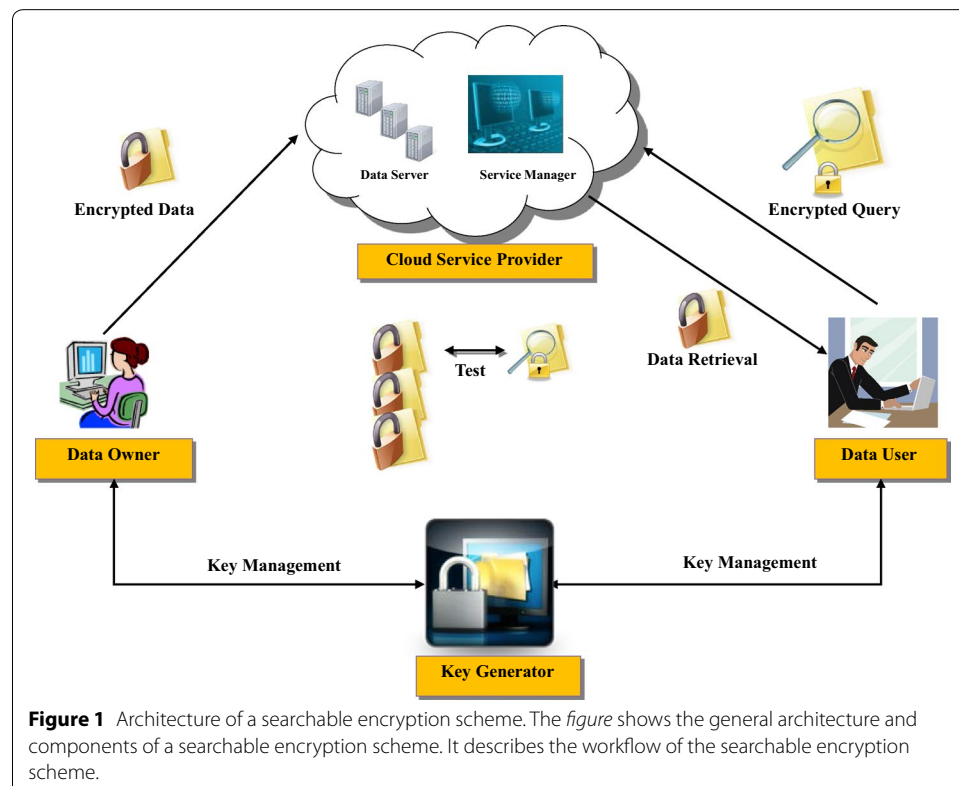 Data Server
Service Manager
Encrypted Data
Encrypted Query
Cloud Service Provider
Test
Data Retrieval
Data Owner
Data User
Key Management
Key Management
Key Generator
Figure 1 Architecture of a searchable encryption scheme. The figure shows the general architecture and
components of a searchable encryption scheme. It describes the workflow of the searchable encryption
scheme.